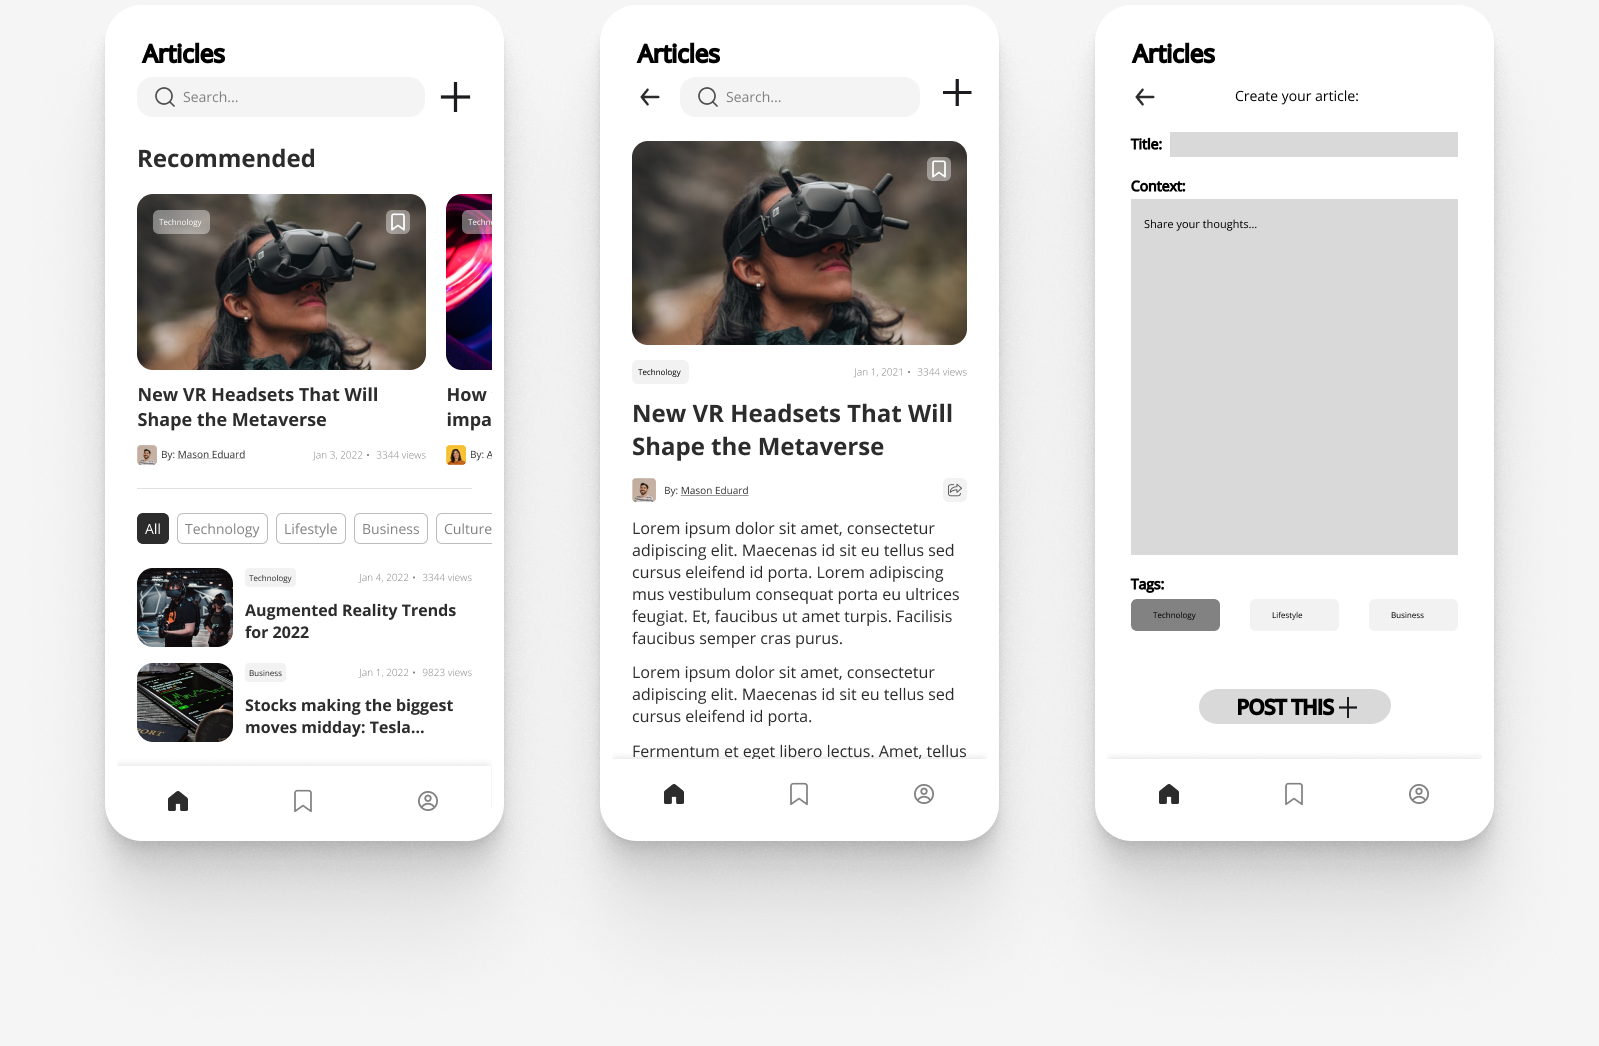 Articles
Search...
Recommended
Technology
Techn
New VR Headsets That Will
Shape the Metaverse
How
impa
By: Mason Eduard
Jan 3, 2022 • 3344 views
By: A
All
Technology
Lifestyle
Business
Culture
Technology
Jan 4, 2022 • 3344 views
Augmented Reality Trends
for 2022
Business
Jan 1, 2022 • 9823 views
Stocks making the biggest
moves midday: Tesla...
Articles
Search...
Technology
Jan 1, 2021 • 3344 views
New VR Headsets That Will
Shape the Metaverse
By: Mason Eduard
Lorem ipsum dolor sit amet, consectetur
adipiscing elit. Maecenas id sit eu tellus sed
cursus eleifend id porta. Lorem adipiscing
mus vestibulum consequat porta eu ultrices
feugiat. Et, faucibus ut amet turpis. Facilisis
faucibus semper cras purus.
Lorem ipsum dolor sit amet, consectetur
adipiscing elit. Maecenas id sit eu tellus sed
cursus eleifend id porta.
Fermentum et eget libero lectus. Amet, tellus
Articles
Create your article:
Title:
Context:
Share your thoughts...
Tags:
Technology
Lifestyle
Business
POST THIS